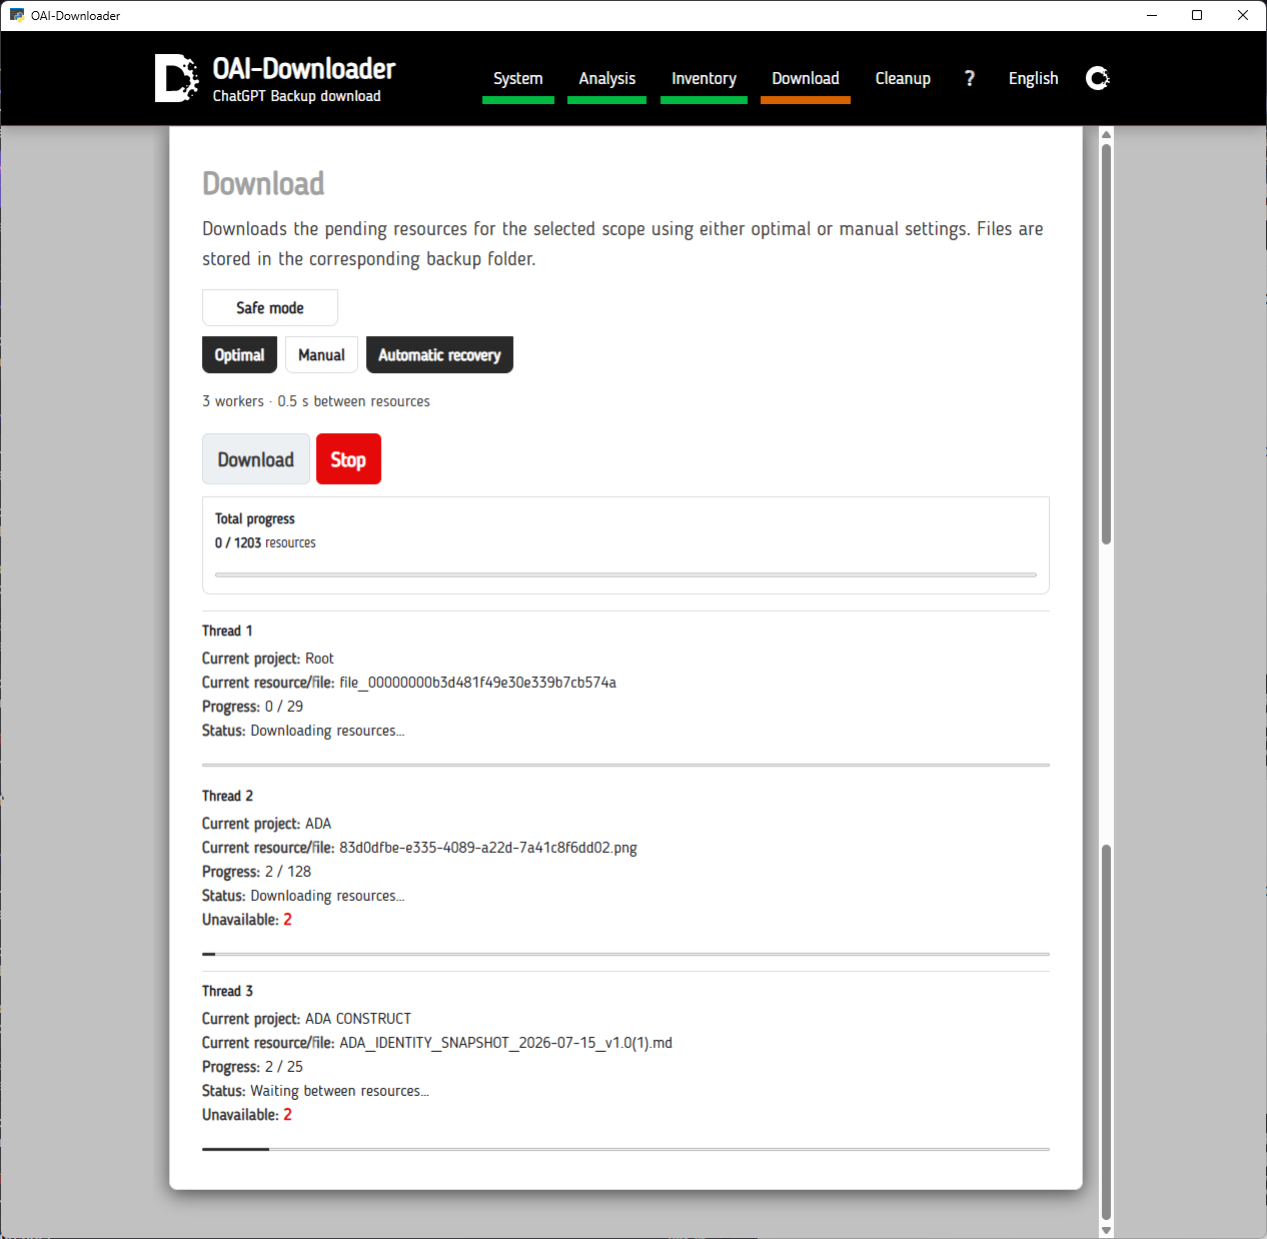 OAI-Downloader
OAI-Downloader
ChatGPT Backup download
System
Analysis
Inventory
Download
Cleanup
?
English
Download
Downloads the pending resources for the selected scope using either optimal or manual settings. Files are
stored in the corresponding backup folder.
Safe mode
Optimal
Manual
Automatic recovery
3 workers · 0.5 s between resources
Download
Stop
Total progress
0 / 1203 resources
Thread 1
Current project: Root
Current resource/file: file_00000000b3d481f49e30e339b7cb574a
Progress: 0 / 29
Status: Downloading resources...
Thread 2
Current project: ADA
Current resource/file: 83d0dfbe-e335-4089-a22d-7a41c8f6dd02.png
Progress: 2 / 128
Status: Downloading resources...
Unavailable: 2
Thread 3
Current project: ADA CONSTRUCT
Current resource/file: ADA_IDENTITY_SNAPSHOT_2026-07-15_v1.0(1).md
Progress: 2 / 25
Status: Waiting between resources...
Unavailable: 2